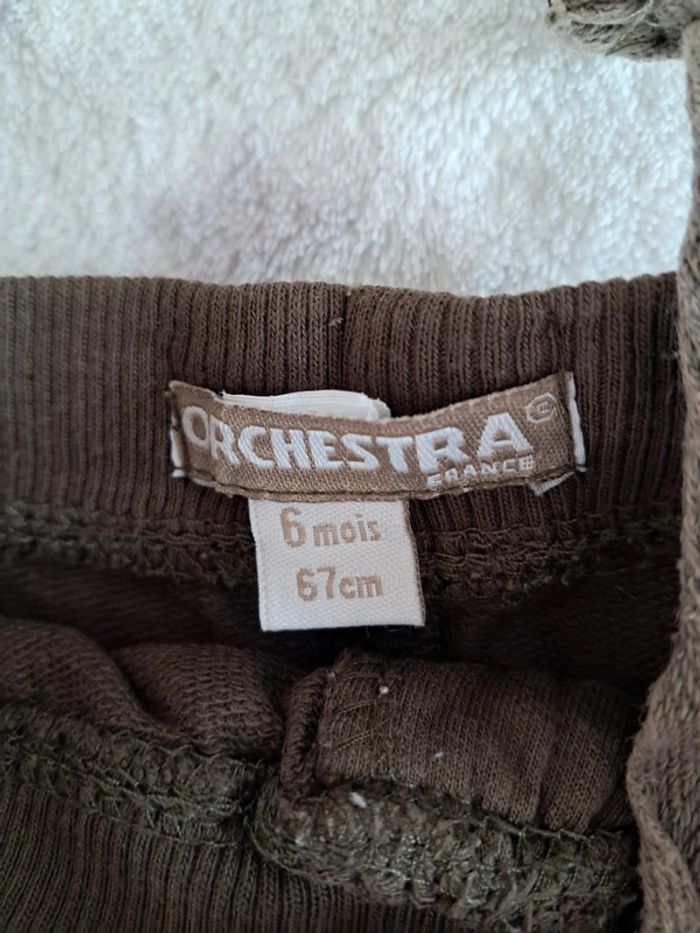 ORCHESTRA
FRANCE
6 mois
67cm